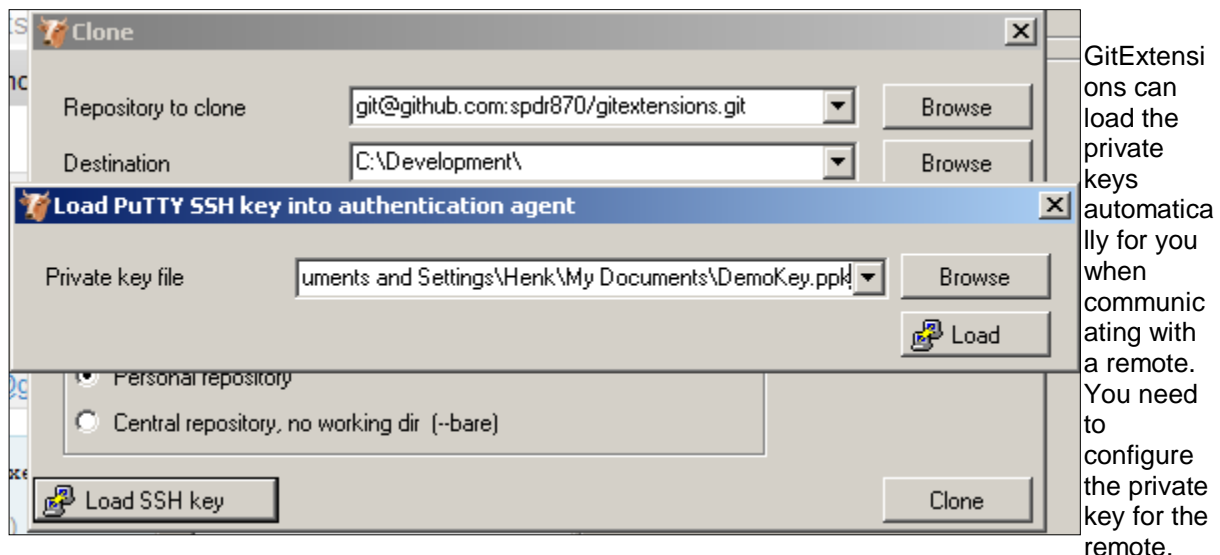 Clone
Repository to clone
git@github.com:spdr870/gitextensions.git
Browse
Destination
C:\Development\
Browse
Load PuTTY SSH key into authentication agent
Private key file
uments and Settings\Henk\My Documents\DemoKey.ppk
Browse
Load
Personal repository
Central repository, no working dir (--bare)
Load SSH key
Clone
GitExtensi
ons can
load the
private
keys
automatica
lly for you
when
communic
ating with
a remote.
You need
to
configure
the private
key for the
remote.